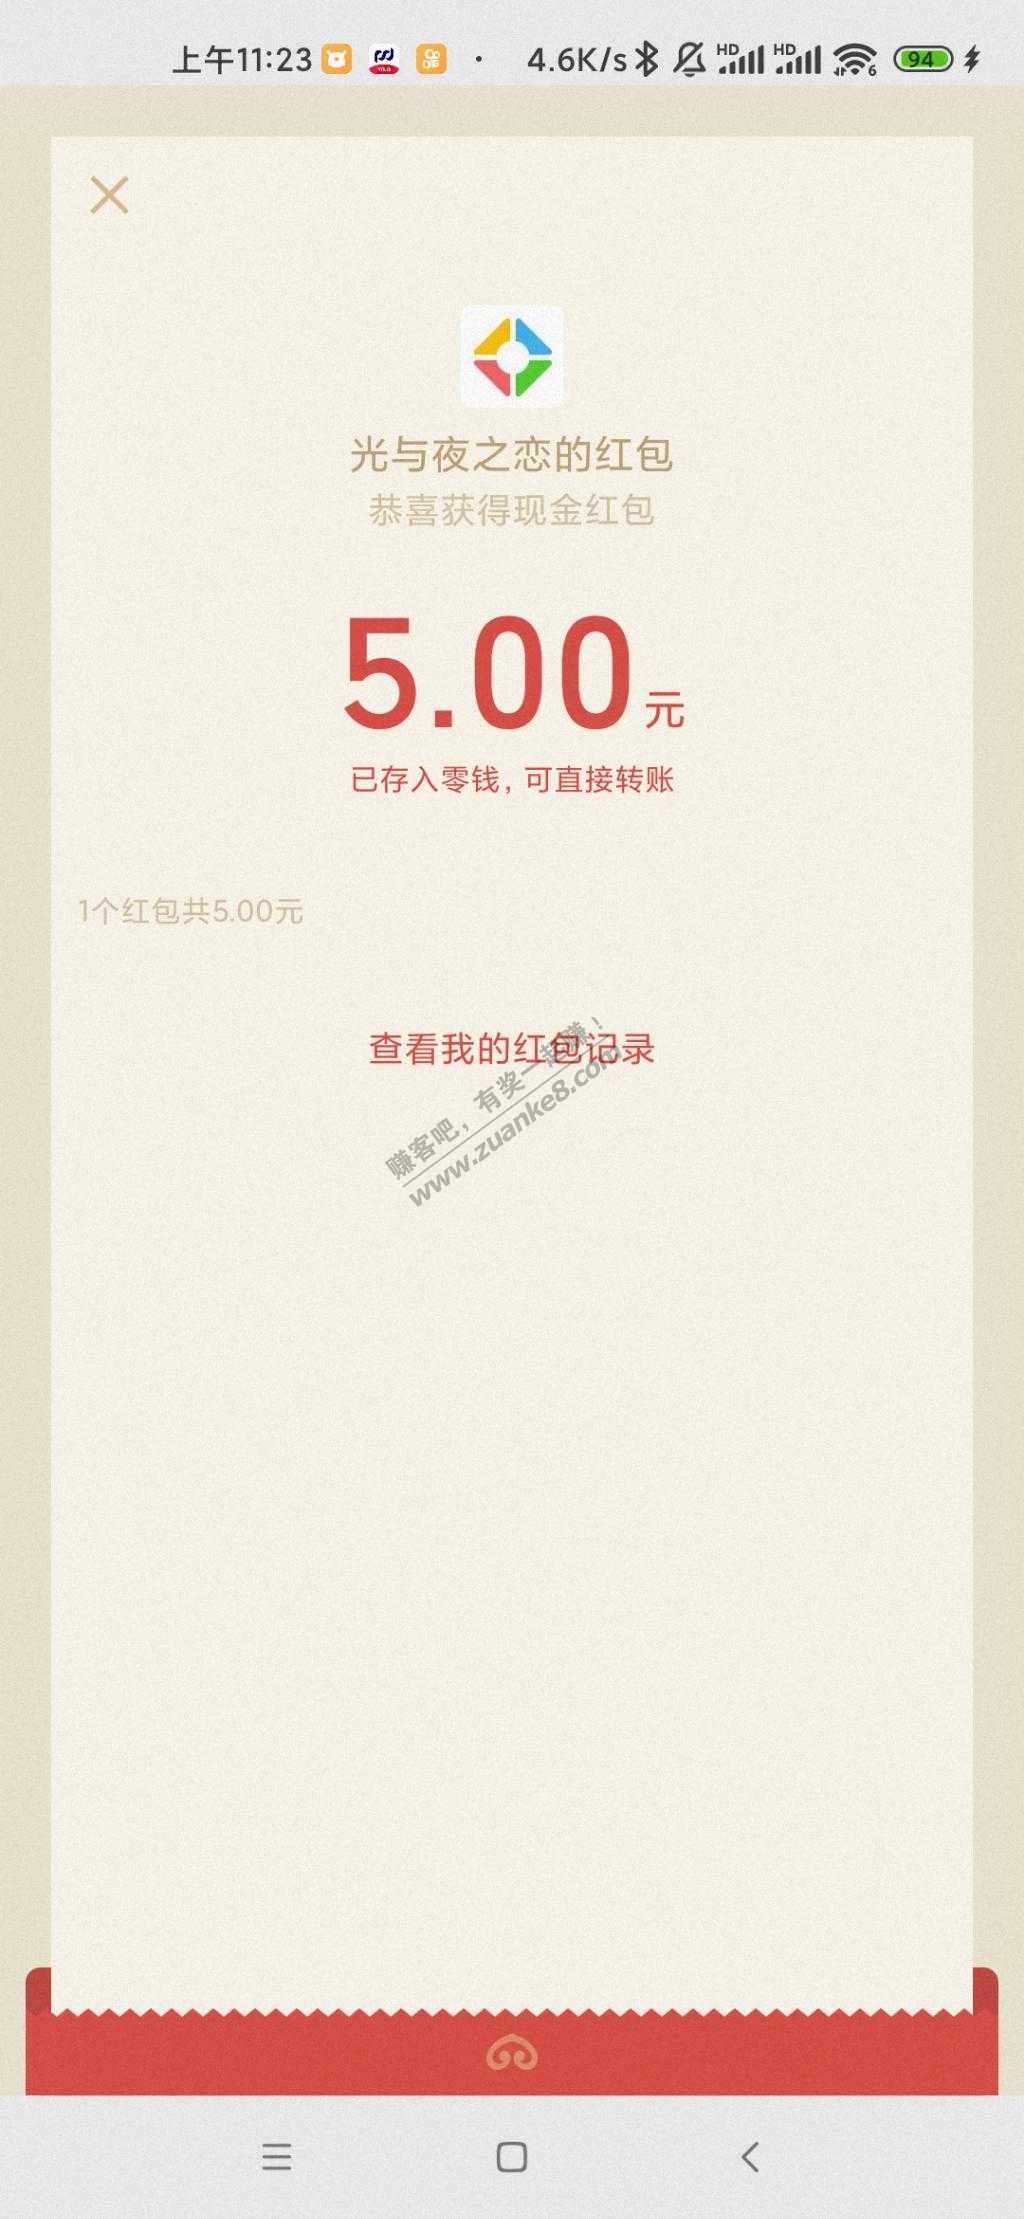 上午11:23 4.6K/s HD HD 6 94
光与夜之恋的红包
恭喜获得现金红包
5.00元
已存入零钱，可直接转账
1个红包共5.00元
查看我的红包记录
赚客吧，有奖一起赚！
www.zuanke8.com